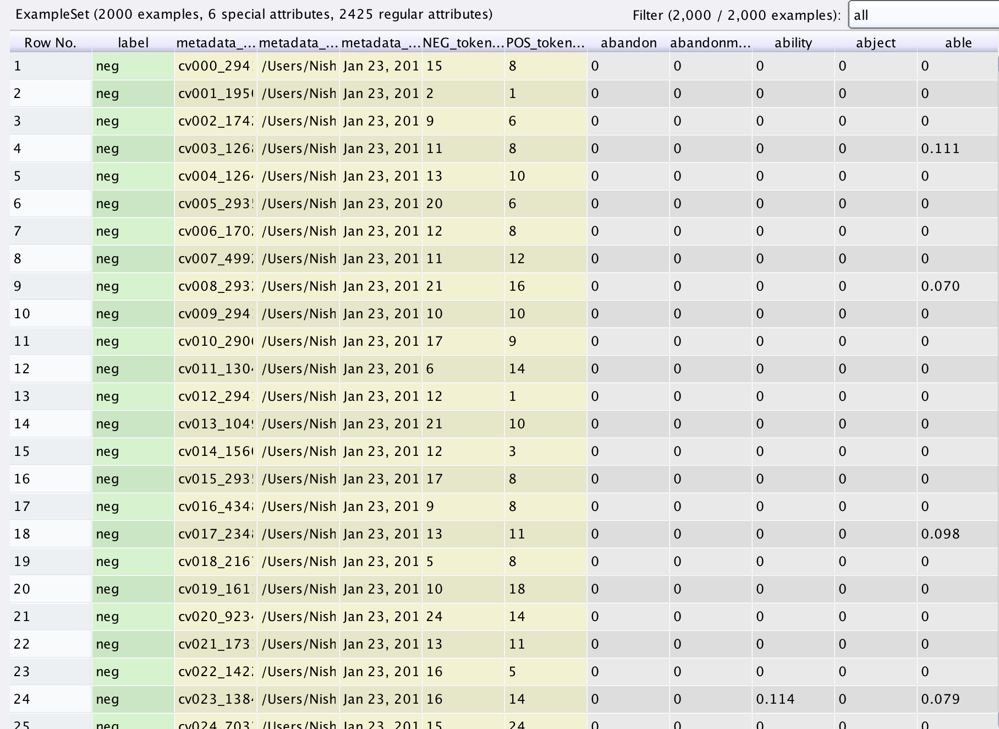 ExampleSet (2000 examples, 6 special attributes, 2425 regular attributes) Filter (2,000 / 2,000 examples): all
Row No. label metadata_... metadata_... metadata_... NEG_token... POS_token... abandon abandonm... ability abject able
1 neg cv000_294 /Users/Nish Jan 23, 201 15 8 0 0 0 0 0
2 neg cv001_195 /Users/Nish Jan 23, 201 2 1 0 0 0 0 0
3 neg cv002_174 /Users/Nish Jan 23, 201 9 6 0 0 0 0 0
4 neg cv003_126 /Users/Nish Jan 23, 201 11 8 0 0 0 0 0.111
5 neg cv004_126 /Users/Nish Jan 23, 201 13 10 0 0 0 0 0
6 neg cv005_293 /Users/Nish Jan 23, 201 20 6 0 0 0 0 0
7 neg cv006_170 /Users/Nish Jan 23, 201 12 8 0 0 0 0 0
8 neg cv007_499 /Users/Nish Jan 23, 201 11 12 0 0 0 0 0
9 neg cv008_293 /Users/Nish Jan 23, 201 21 16 0 0 0 0 0.070
10 neg cv009_294 /Users/Nish Jan 23, 201 10 10 0 0 0 0 0
11 neg cv010_290 /Users/Nish Jan 23, 201 17 9 0 0 0 0 0
12 neg cv011_130 /Users/Nish Jan 23, 201 6 14 0 0 0 0 0
13 neg cv012_294 /Users/Nish Jan 23, 201 12 1 0 0 0 0 0
14 neg cv013_104 /Users/Nish Jan 23, 201 21 10 0 0 0 0 0
15 neg cv014_156 /Users/Nish Jan 23, 201 12 3 0 0 0 0 0
16 neg cv015_293 /Users/Nish Jan 23, 201 17 8 0 0 0 0 0
17 neg cv016_434 /Users/Nish Jan 23, 201 9 8 0 0 0 0 0
18 neg cv017_234 /Users/Nish Jan 23, 201 13 11 0 0 0 0 0.098
19 neg cv018_216 /Users/Nish Jan 23, 201 5 8 0 0 0 0 0
20 neg cv019_161 /Users/Nish Jan 23, 201 10 18 0 0 0 0 0
21 neg cv020_923 /Users/Nish Jan 23, 201 24 14 0 0 0 0 0
22 neg cv021_173 /Users/Nish Jan 23, 201 13 11 0 0 0 0 0
23 neg cv022_142 /Users/Nish Jan 23, 201 16 5 0 0 0 0 0
24 neg cv023_138 /Users/Nish Jan 23, 201 16 14 0 0 0.114 0 0.079
25 neg cv024_703 /Users/Nish Jan 23, 201 15 24 0 0 0 0 0